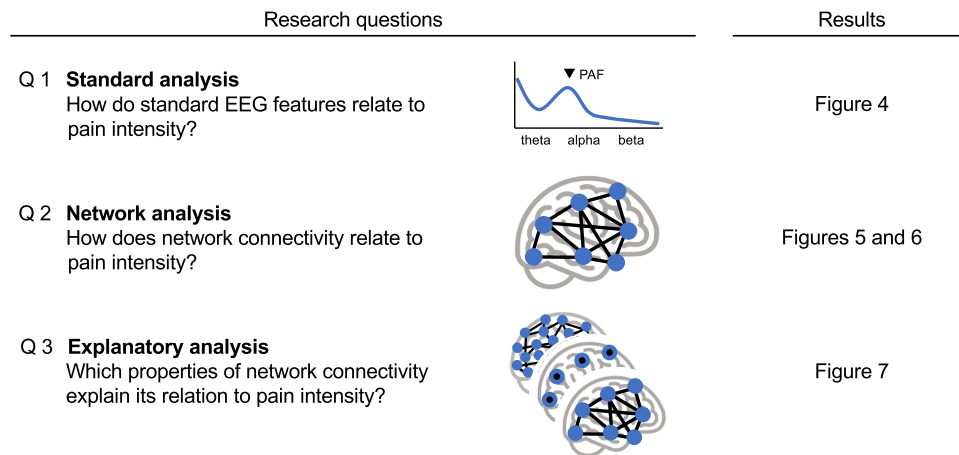 Research questions
Results
Q 1 Standard analysis
How do standard EEG features relate to
pain intensity?
PAF
theta alpha beta
Figure 4
Q 2 Network analysis
How does network connectivity relate to
pain intensity?
Figures 5 and 6
Q 3 Explanatory analysis
Which properties of network connectivity
explain its relation to pain intensity?
Figure 7